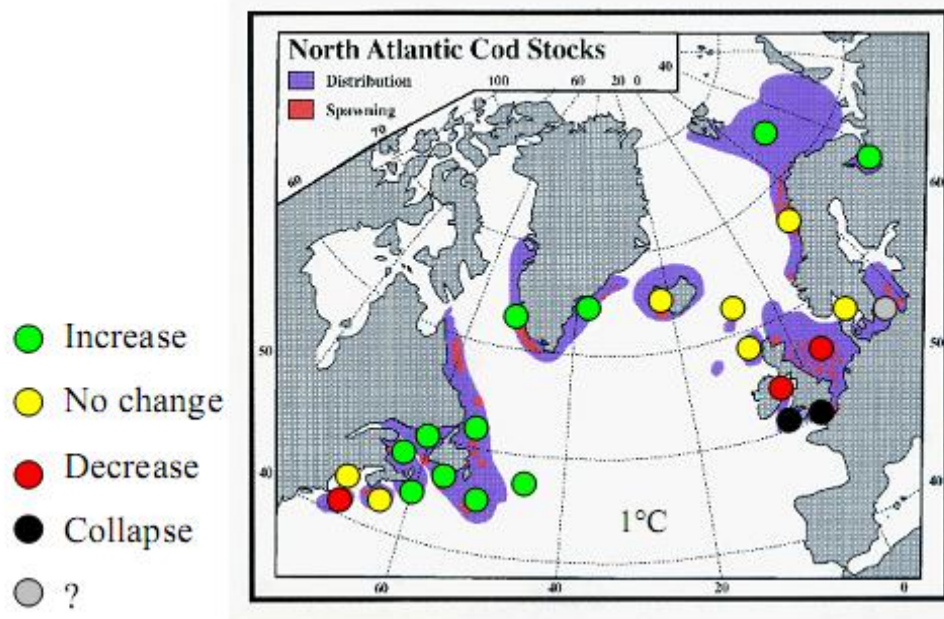 North Atlantic Cod Stocks
Distribution
Spawning
100 60 20 0 40
70
60
40
60
50
50
40
40
1°C
60 40 20 0
Increase
No change
Decrease
Collapse
?